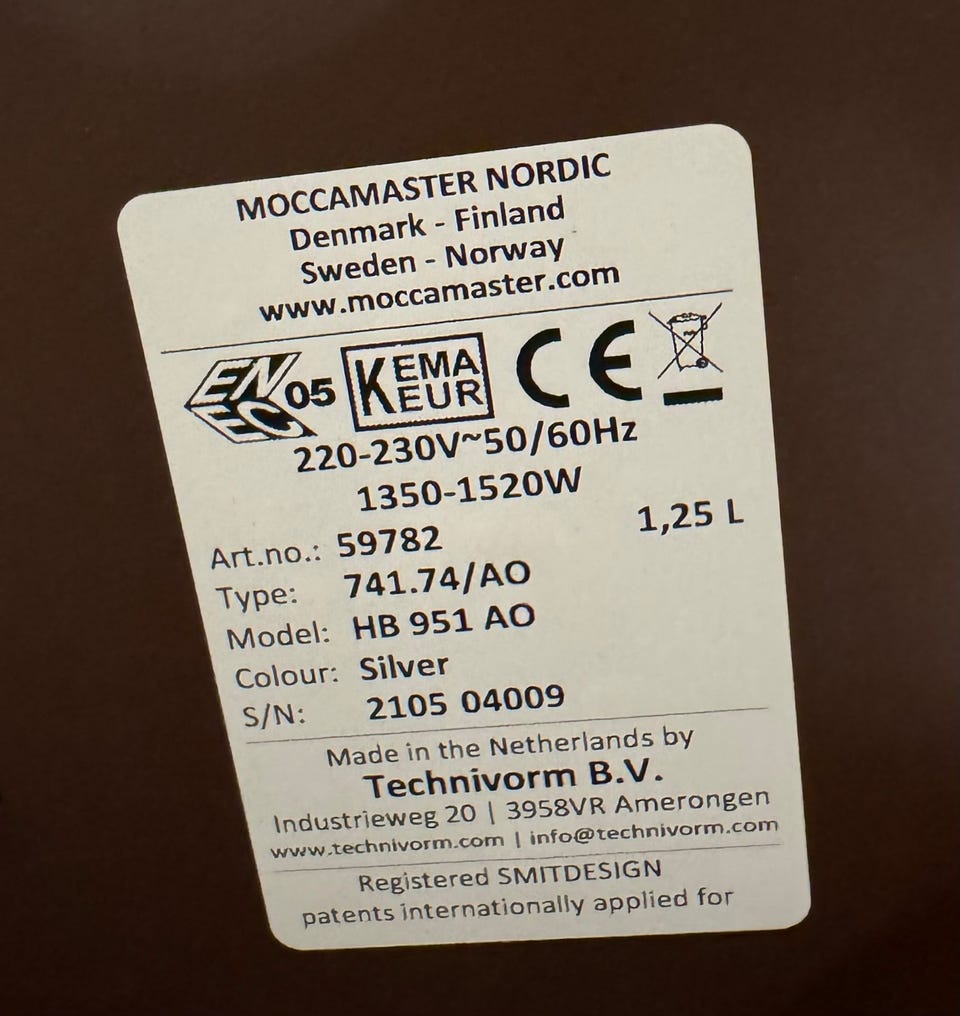 MOCCAMASTER NORDIC
Denmark - Finland
Sweden - Norway
www.moccamaster.com
EN EC 05 KEMA KEUR CE
220-230V~50/60Hz
1350-1520W
1,25 L
Art.no.: 59782
Type: 741.74/AO
Model: HB 951 AO
Colour: Silver
S/N: 2105 04009
Made in the Netherlands by
Technivorm B.V.
Industrieweg 20 | 3958VR Amerongen
www.technivorm.com | info@technivorm.com
Registered SMITDESIGN
patents internationally applied for